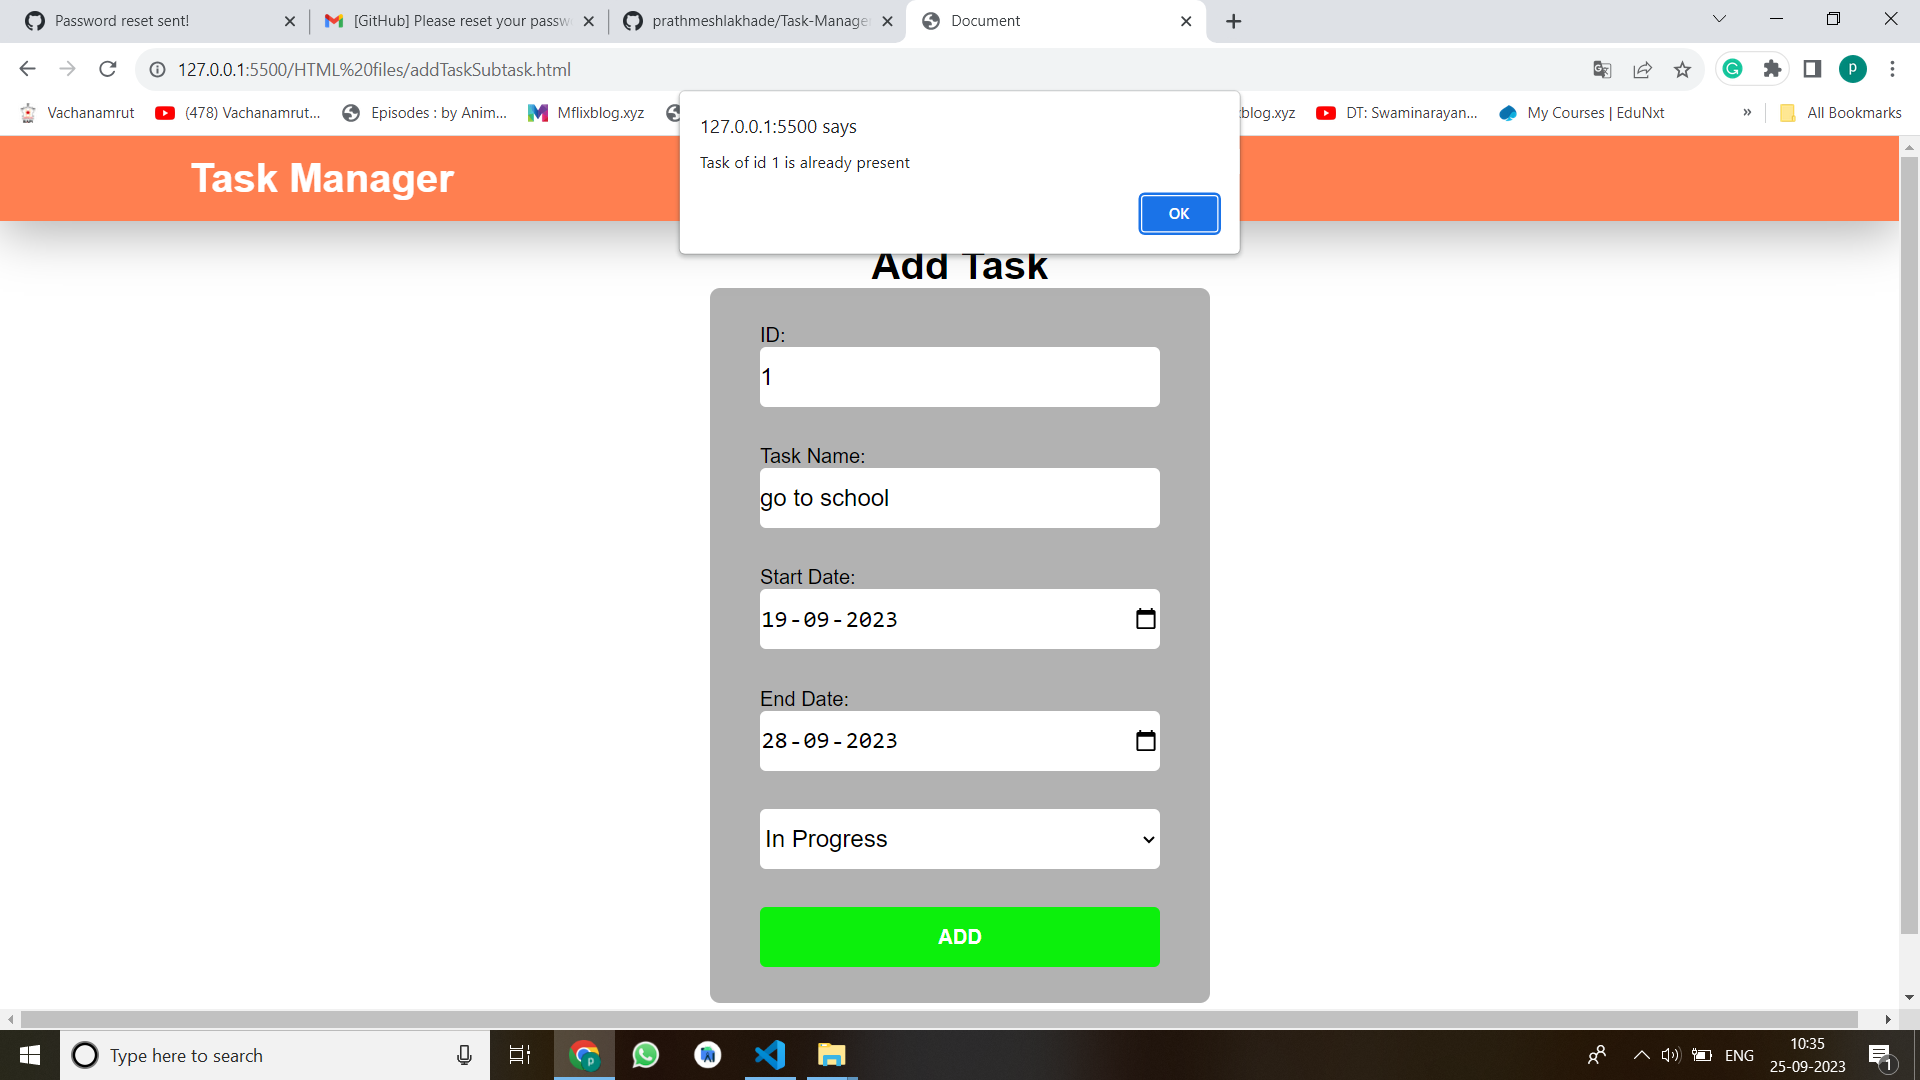 Password reset sent!
[GitHub] Please reset your passw
prathmeshlakhade/Task-Manager
Document
127.0.0.1:5500/HTML%20files/addTaskSubtask.html
P
Vachanamrut
(478) Vachanamrut...
Episodes : by Anim...
Mflixblog.xyz
xblog.xyz
DT: Swaminarayan...
My Courses | EduNxt
»
All Bookmarks
127.0.0.1:5500 says
Task of id 1 is already present
OK
Task Manager
Add Task
ID:
1
Task Name:
go to school
Start Date:
19-09-2023
End Date:
28-09-2023
In Progress
ADD
Type here to search
ENG
10:35
25-09-2023
1